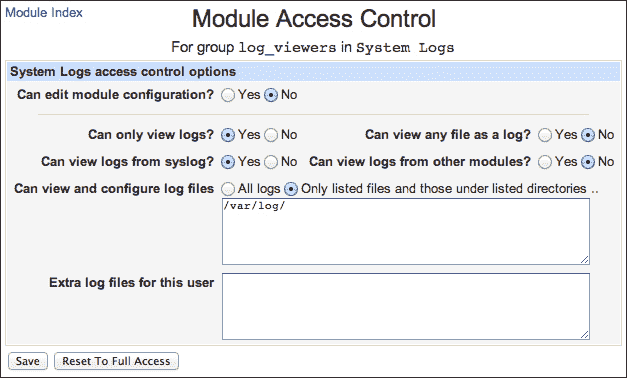 Module Index
Module Access Control
For group log_viewers in System Logs
System Logs access control options
Can edit module configuration? Yes No
Can only view logs? Yes No Can view any file as a log? Yes No
Can view logs from syslog? Yes No Can view logs from other modules? Yes No
Can view and configure log files All logs Only listed files and those under listed directories ..
/var/log/
Extra log files for this user
Save Reset To Full Access